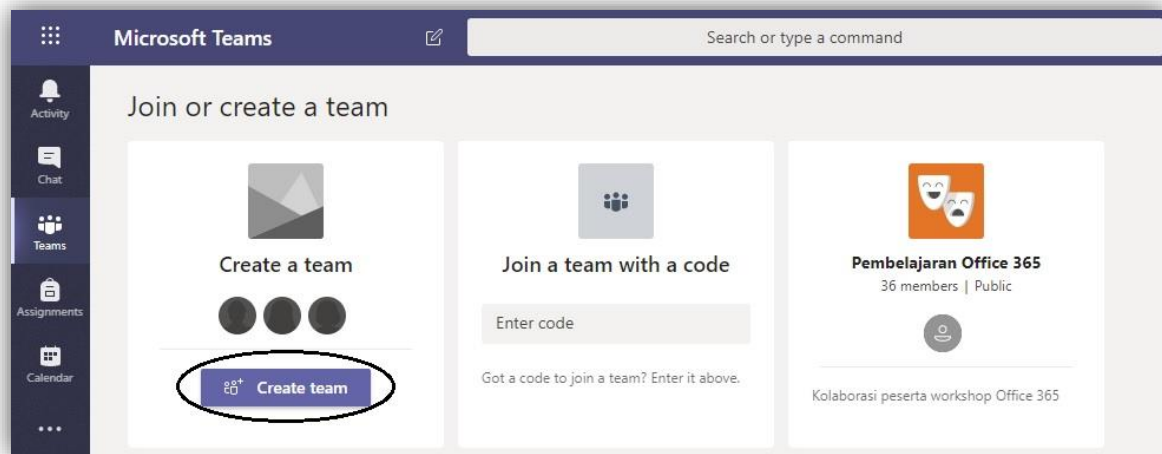 Microsoft Teams
Search or type a command
Activity
Chat
Teams
Assignments
Calendar
Join or create a team
Create a team
Create team
Join a team with a code
Enter code
Got a code to join a team? Enter it above.
Pembelajaran Office 365
36 members | Public
Kolaborasi peserta workshop Office 365